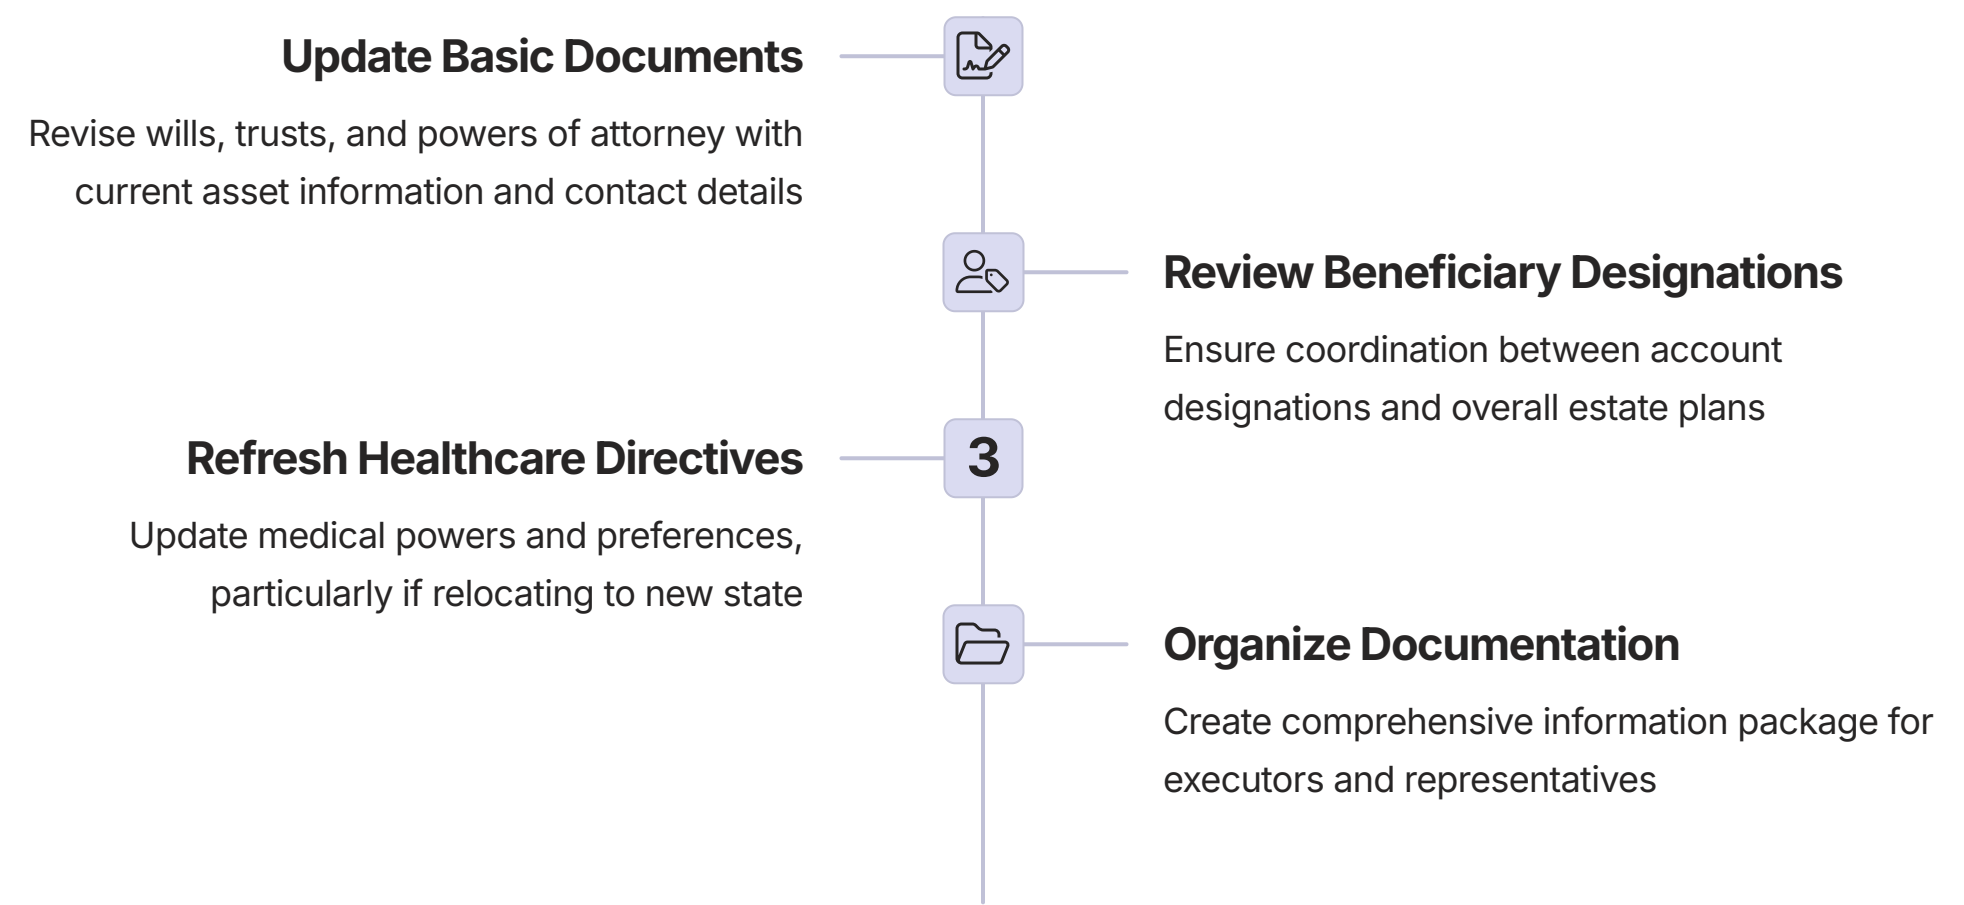 Update Basic Documents
Revise wills, trusts, and powers of attorney with
current asset information and contact details
Review Beneficiary Designations
Ensure coordination between account
designations and overall estate plans
3
Refresh Healthcare Directives
Update medical powers and preferences,
particularly if relocating to new state
Organize Documentation
Create comprehensive information package for
executors and representatives